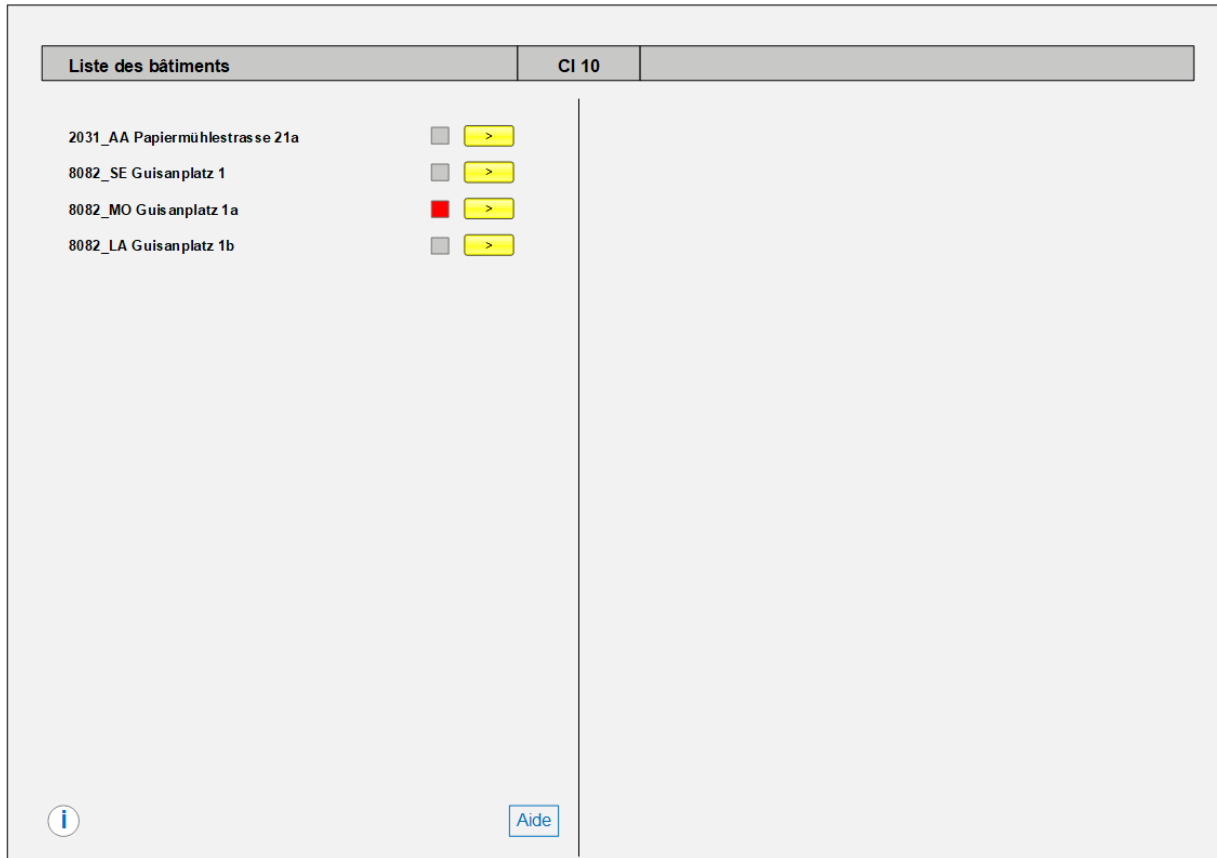 Liste des bâtiments CI 10
2031_AA Papiermühlestrasse 21a >
8082_SE Guisanplatz 1 >
8082_MO Guisanplatz 1a >
8082_LA Guisanplatz 1b >
i Aide